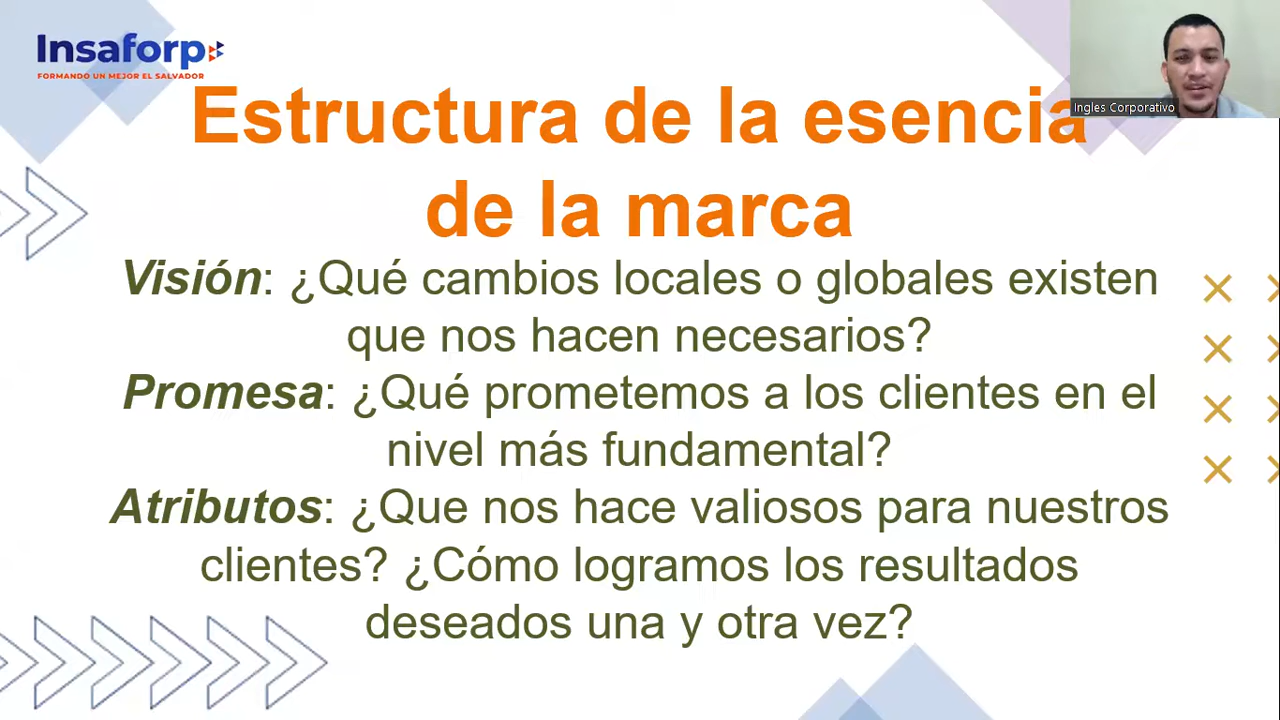 Insaforp
FORMANDO UN MEJOR EL SALVADOR
Ingles Corporativo
Estructura de la esencia
de la marca
Visión: ¿Qué cambios locales o globales existen
que nos hacen necesarios?
Promesa: ¿Qué prometemos a los clientes en el
nivel más fundamental?
Atributos: ¿Que nos hace valiosos para nuestros
clientes? ¿Cómo logramos los resultados
deseados una y otra vez?